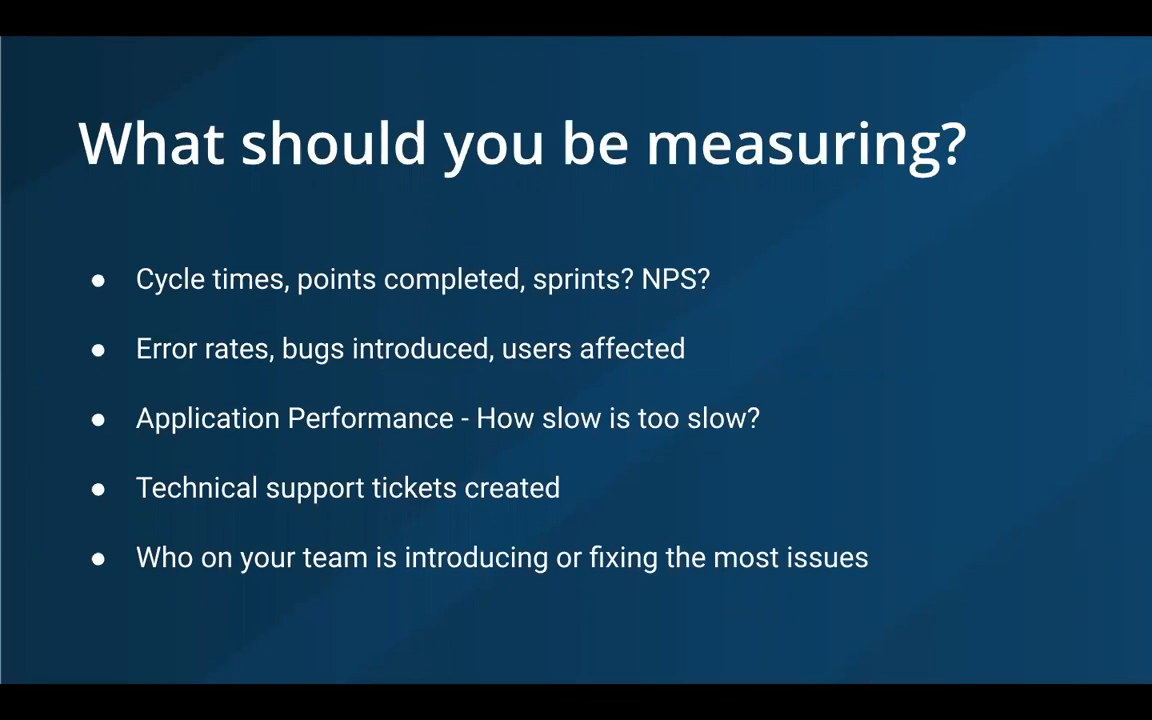 What should you be measuring?
● Cycle times, points completed, sprints? NPS?
● Error rates, bugs introduced, users affected
● Application Performance - How slow is too slow?
● Technical support tickets created
● Who on your team is introducing or fixing the most issues